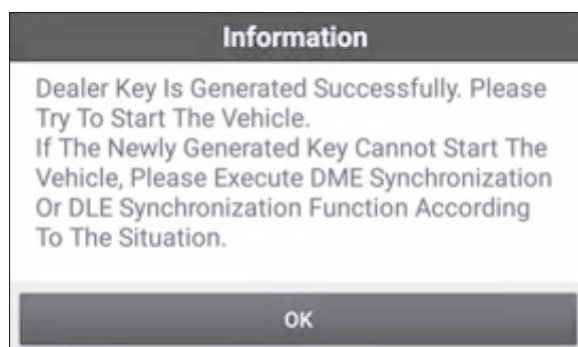 Information
Dealer Key Is Generated Successfully. Please
Try To Start The Vehicle.
If The Newly Generated Key Cannot Start The
Vehicle, Please Execute DME Synchronization
Or DLE Synchronization Function According
To The Situation.
OK